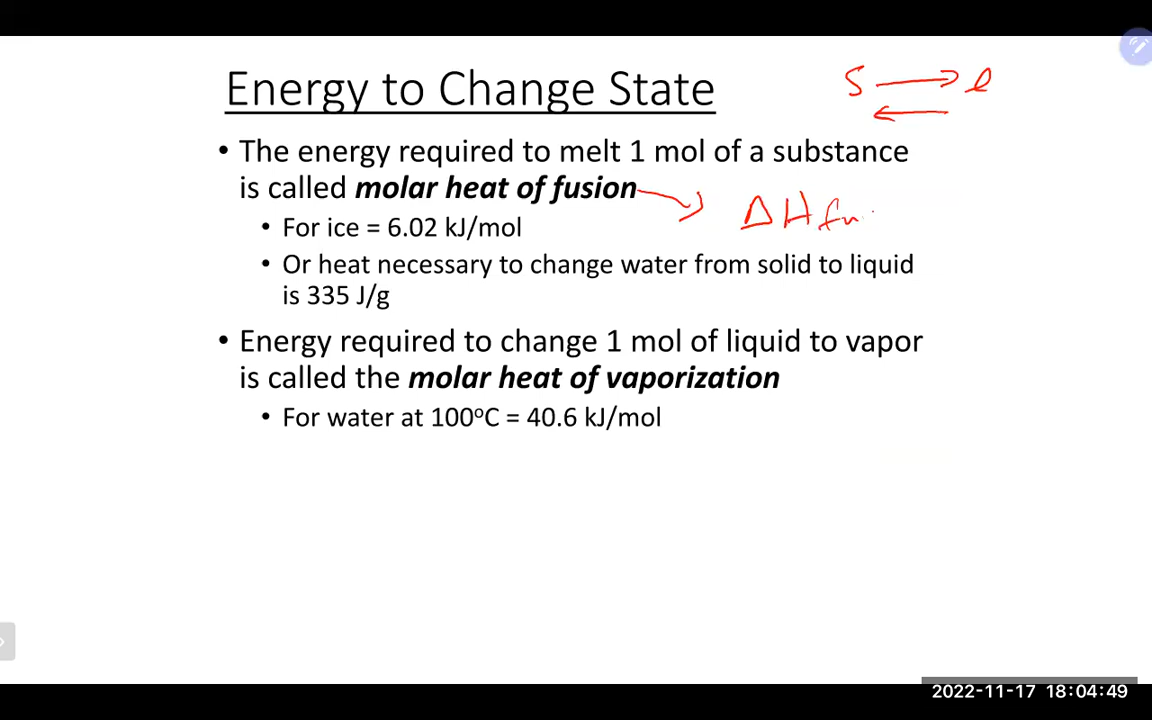 Energy to Change State
S → l
←
• The energy required to melt 1 mol of a substance
is called molar heat of fusion
→ ΔH fu
• For ice = 6.02 kJ/mol
• Or heat necessary to change water from solid to liquid
is 335 J/g
• Energy required to change 1 mol of liquid to vapor
is called the molar heat of vaporization
• For water at 100°C = 40.6 kJ/mol
2022-11-17 18:04:49